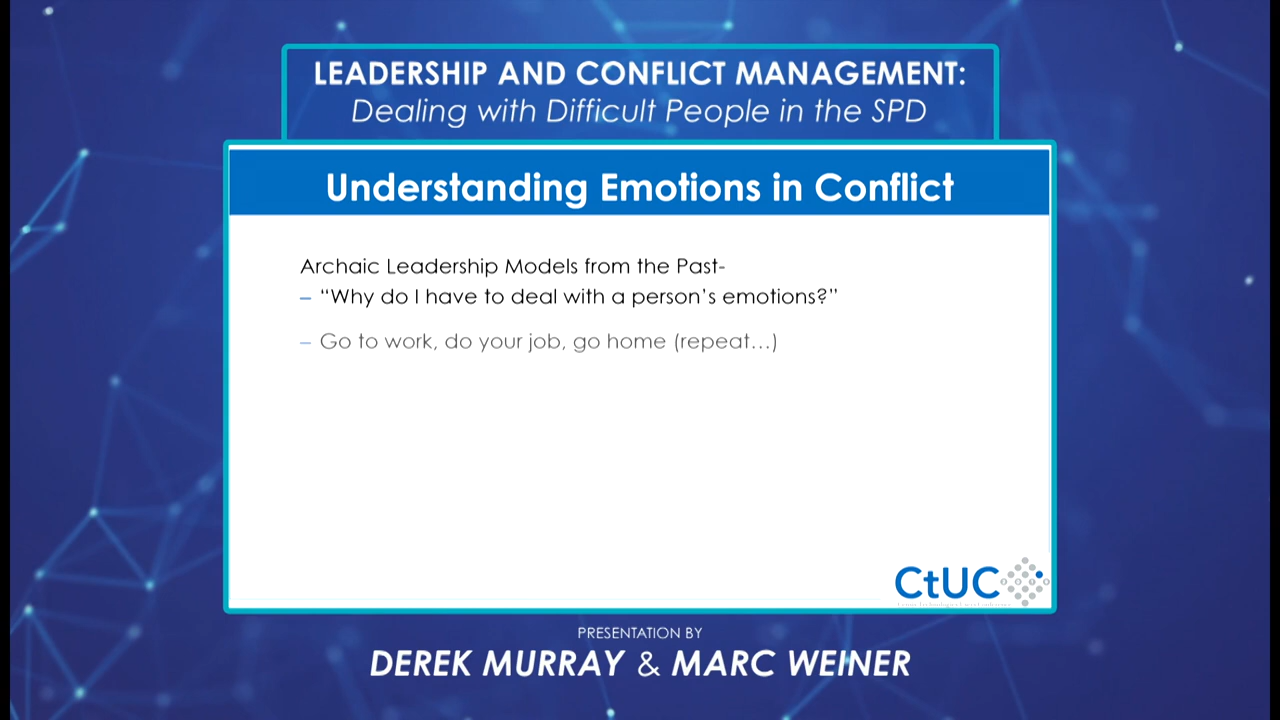 LEADERSHIP AND CONFLICT MANAGEMENT:
Dealing with Difficult People in the SPD
Understanding Emotions in Conflict
Archaic Leadership Models from the Past-
– “Why do I have to deal with a person’s emotions?”
– Go to work, do your job, go home (repeat…)
CtUC
PRESENTATION BY
DEREK MURRAY & MARC WEINER